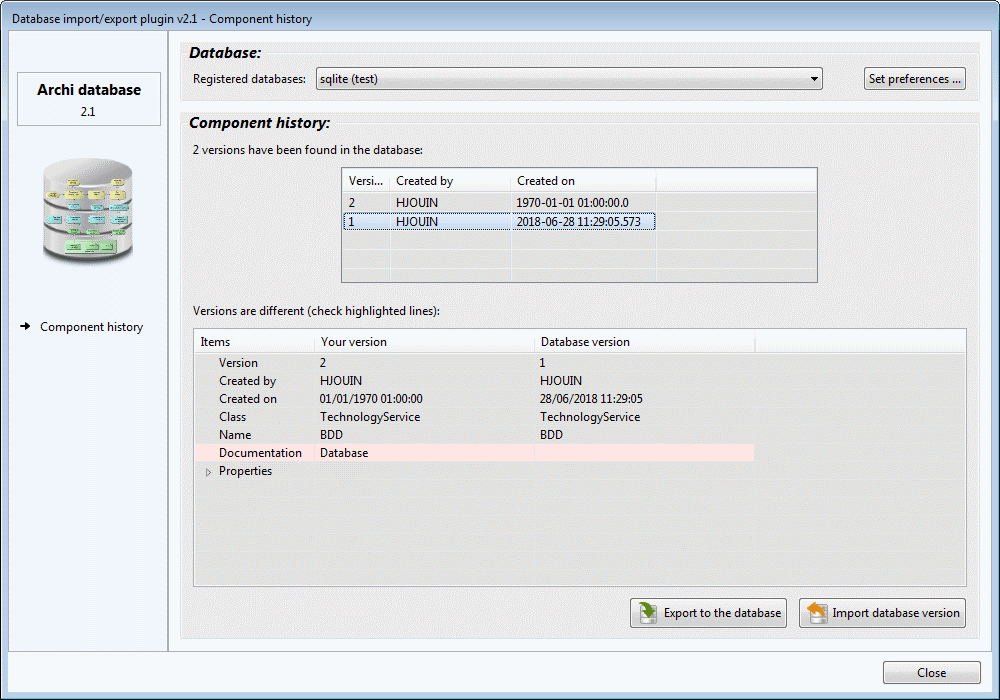 Database import/export plugin v2.1 - Component history
Archi database
2.1
Component history
Database:
Registered databases: sqlite (test) Set preferences ...
Component history:
2 versions have been found in the database:
Versi... Created by Created on
2 HJOUIN 1970-01-01 01:00:00.0
1 HJOUIN 2018-06-28 11:29:05.573
Versions are different (check highlighted lines):
Items Your version Database version
Version 2 1
Created by HJOUIN HJOUIN
Created on 01/01/1970 01:00:00 28/06/2018 11:29:05
Class TechnologyService TechnologyService
Name BDD BDD
Documentation Database
Properties
Export to the database Import database version
Close